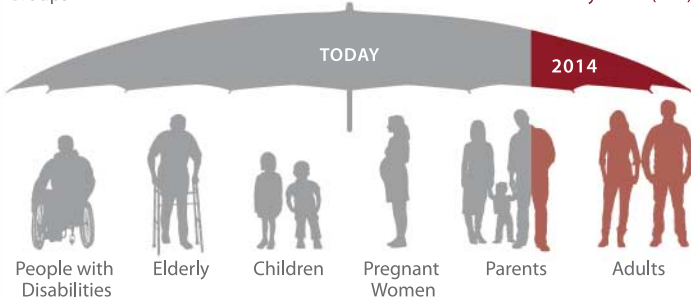 TODAY
2014
People with
Disabilities
Elderly
Children
Pregnant
Women
Parents
Adults